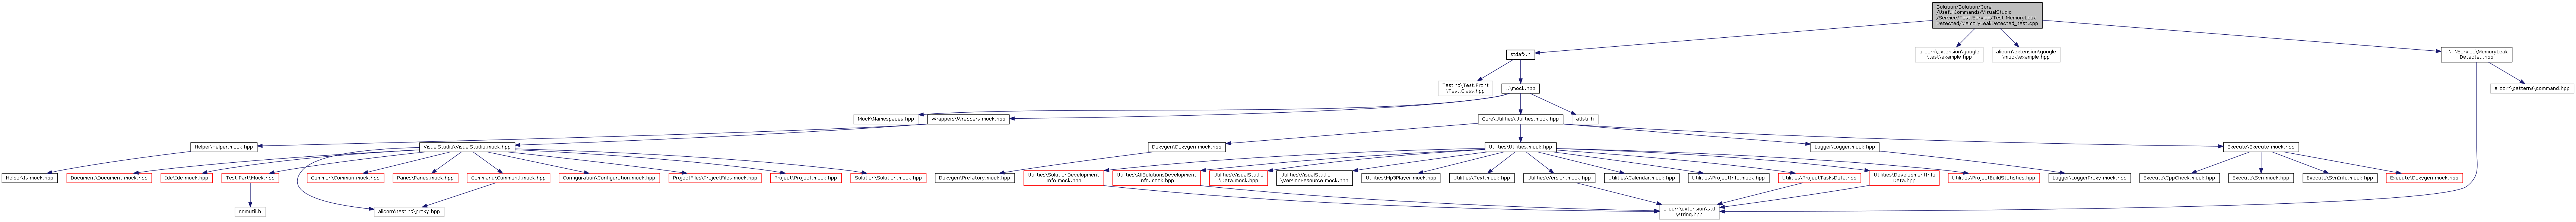 Solution/Solution/Core
/UsefulCommands/VisualStudio
/Service/Test.Service/Test.MemoryLeak
Detected/MemoryLeakDetected_test.cpp
stdafx.h
alicorn\extension\google
\test\example.hpp
alicorn\extension\google
\mock\example.hpp
..\..\Service\MemoryLeak
Detected.hpp
Testing\Test.Front
\Test.Class.hpp
..\mock.hpp
alicorn\patterns\command.hpp
Mock\Namespaces.hpp
Wrappers\Wrappers.mock.hpp
Core\Utilities\Utilities.mock.hpp
atlstr.h
Helper\Helper.mock.hpp
VisualStudio\VisualStudio.mock.hpp
Doxygen\Doxygen.mock.hpp
Utilities\Utilities.mock.hpp
Logger\Logger.mock.hpp
Execute\Execute.mock.hpp
Helper\Js.mock.hpp
Document\Document.mock.hpp
Ide\Ide.mock.hpp
Test.Part\Mock.hpp
Common\Common.mock.hpp
Panes\Panes.mock.hpp
Command\Command.mock.hpp
Configuration\Configuration.mock.hpp
ProjectFiles\ProjectFiles.mock.hpp
Project\Project.mock.hpp
Solution\Solution.mock.hpp
Doxygen\Prefatory.mock.hpp
Utilities\SolutionDevelopment
Info.mock.hpp
Utilities\AllSolutionsDevelopment
Info.mock.hpp
Utilities\VisualStudio
\Data.mock.hpp
Utilities\VisualStudio
\VersionResource.mock.hpp
Utilities\Mp3Player.mock.hpp
Utilities\Text.mock.hpp
Utilities\Version.mock.hpp
Utilities\Calendar.mock.hpp
Utilities\ProjectInfo.mock.hpp
Utilities\ProjectTasksData.hpp
Utilities\DevelopmentInfo
Data.hpp
Utilities\ProjectBuildStatistics.hpp
Logger\LoggerProxy.mock.hpp
Execute\CppCheck.mock.hpp
Execute\Svn.mock.hpp
Execute\SvnInfo.mock.hpp
Execute\Doxygen.mock.hpp
comutil.h
alicorn\testing\proxy.hpp
alicorn\extension\std
\string.hpp